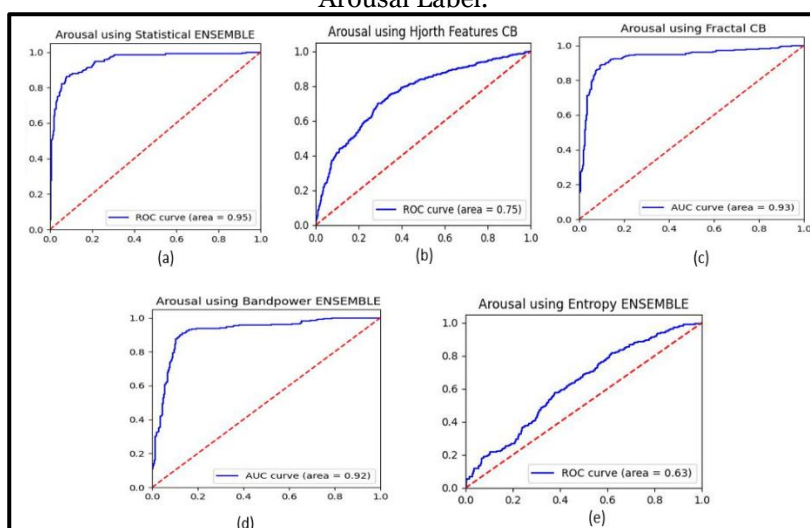 Arousal Label.
Arousal using Statistical ENSEMBLE
1.0
0.8
0.6
0.4
0.2
0.0
ROC curve (area = 0.95)
0.0 0.2 0.4 0.6 0.8 1.0
(a)
Arousal using Hjorth Features CB
1.0
0.8
0.6
0.4
0.2
0.0
ROC curve (area = 0.75)
0.0 0.2 0.4 0.6 0.8 1.0
(b)
Arousal using Fractal CB
1.0
0.8
0.6
0.4
0.2
0.0
AUC curve (area = 0.93)
0.0 0.2 0.4 0.6 0.8 1.0
(c)
Arousal using Bandpower ENSEMBLE
1.0
0.8
0.6
0.4
0.2
0.0
AUC curve (area = 0.92)
0.0 0.2 0.4 0.6 0.8 1.0
(d)
Arousal using Entropy ENSEMBLE
1.0
0.8
0.6
0.4
0.2
0.0
ROC curve (area = 0.63)
0.0 0.2 0.4 0.6 0.8 1.0
(e)